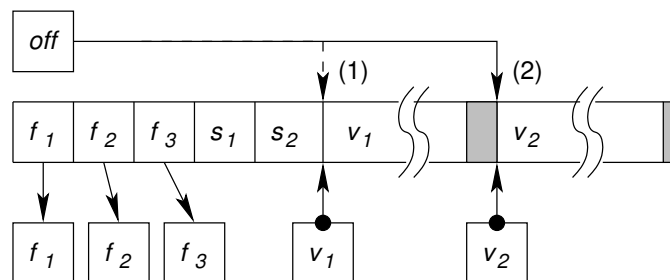 off
(1) (2)
f 1 f 2 f 3 s 1 s 2 v 1 v 2
f 1 f 2 f 3 v 1 v 2